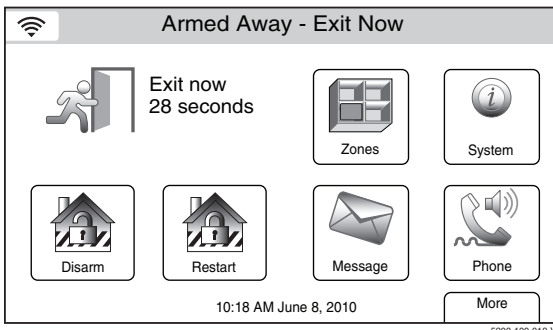 Armed Away - Exit Now
Exit now
28 seconds
Zones
System
Disarm
Restart
Message
Phone
10:18 AM June 8, 2010
More